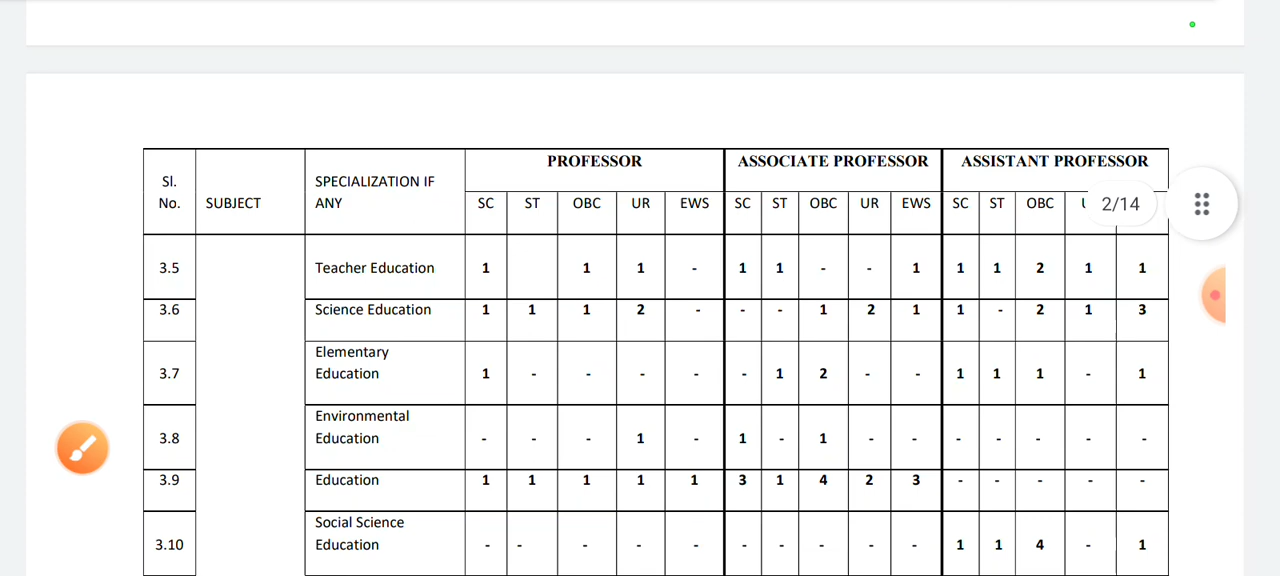 PROFESSOR ASSOCIATE PROFESSOR ASSISTANT PROFESSOR
Sl. No. SUBJECT SPECIALIZATION IF ANY SC ST OBC UR EWS SC ST OBC UR EWS SC ST OBC 2/14
3.5 Teacher Education 1 1 1 - 1 1 - - 1 1 1 2 1 1
3.6 Science Education 1 1 1 2 - - - 1 2 1 1 - 2 1 3
Elementary
3.7 Education 1 - - - - - 1 2 - - 1 1 1 - 1
Environmental
3.8 Education - - - 1 - 1 - 1 - - - - - - -
3.9 Education 1 1 1 1 1 3 1 4 2 3 - - - - -
Social Science
3.10 Education - - - - - - - - - - 1 1 4 - 1